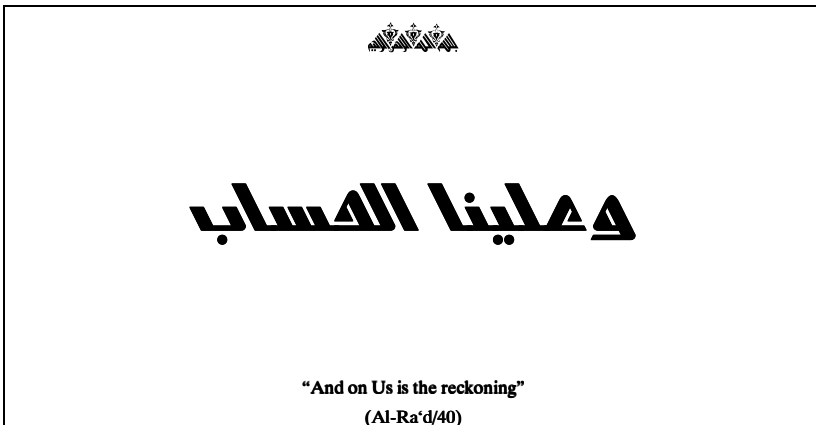 بسم الله الرحمن الرحيم
وعلينا الحساب
“And on Us is the reckoning”
(Al-Ra‘d/40)